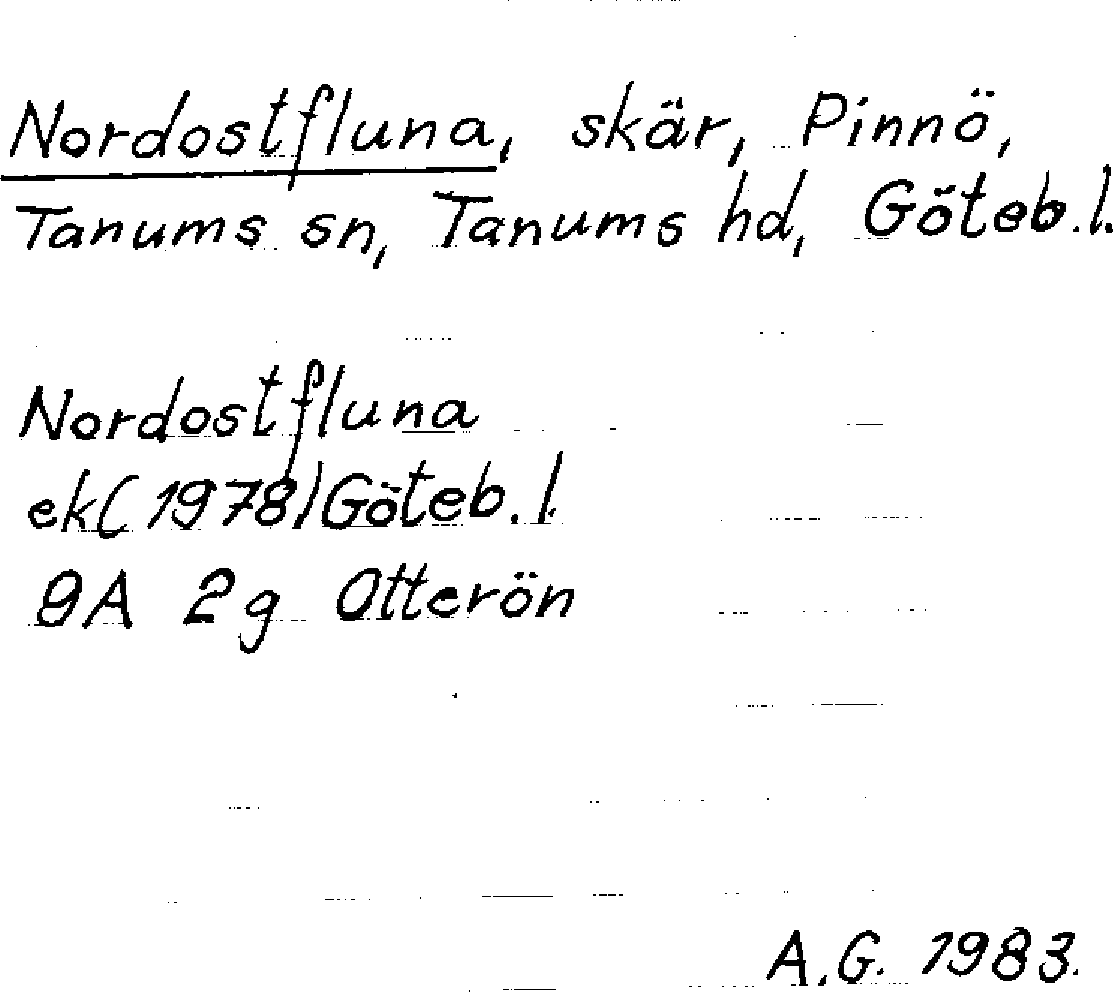 Nordostfluna, skär, Pinnö,
Tanums sn, Tanums hd, Göteb.l.
Nordostfluna
ek(1978)Göteb.l.
9A 2g Otterön
A.G. 1983.